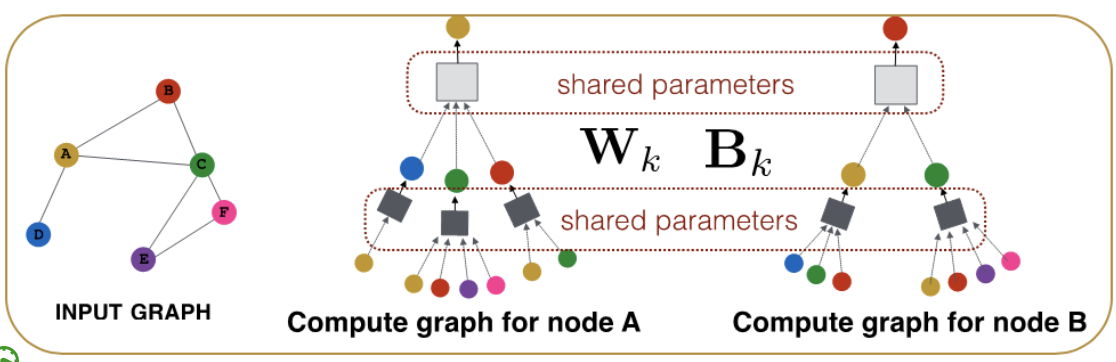 B
A
C
F
D
E
INPUT GRAPH
shared parameters
W_k B_k
shared parameters
Compute graph for node A
Compute graph for node B